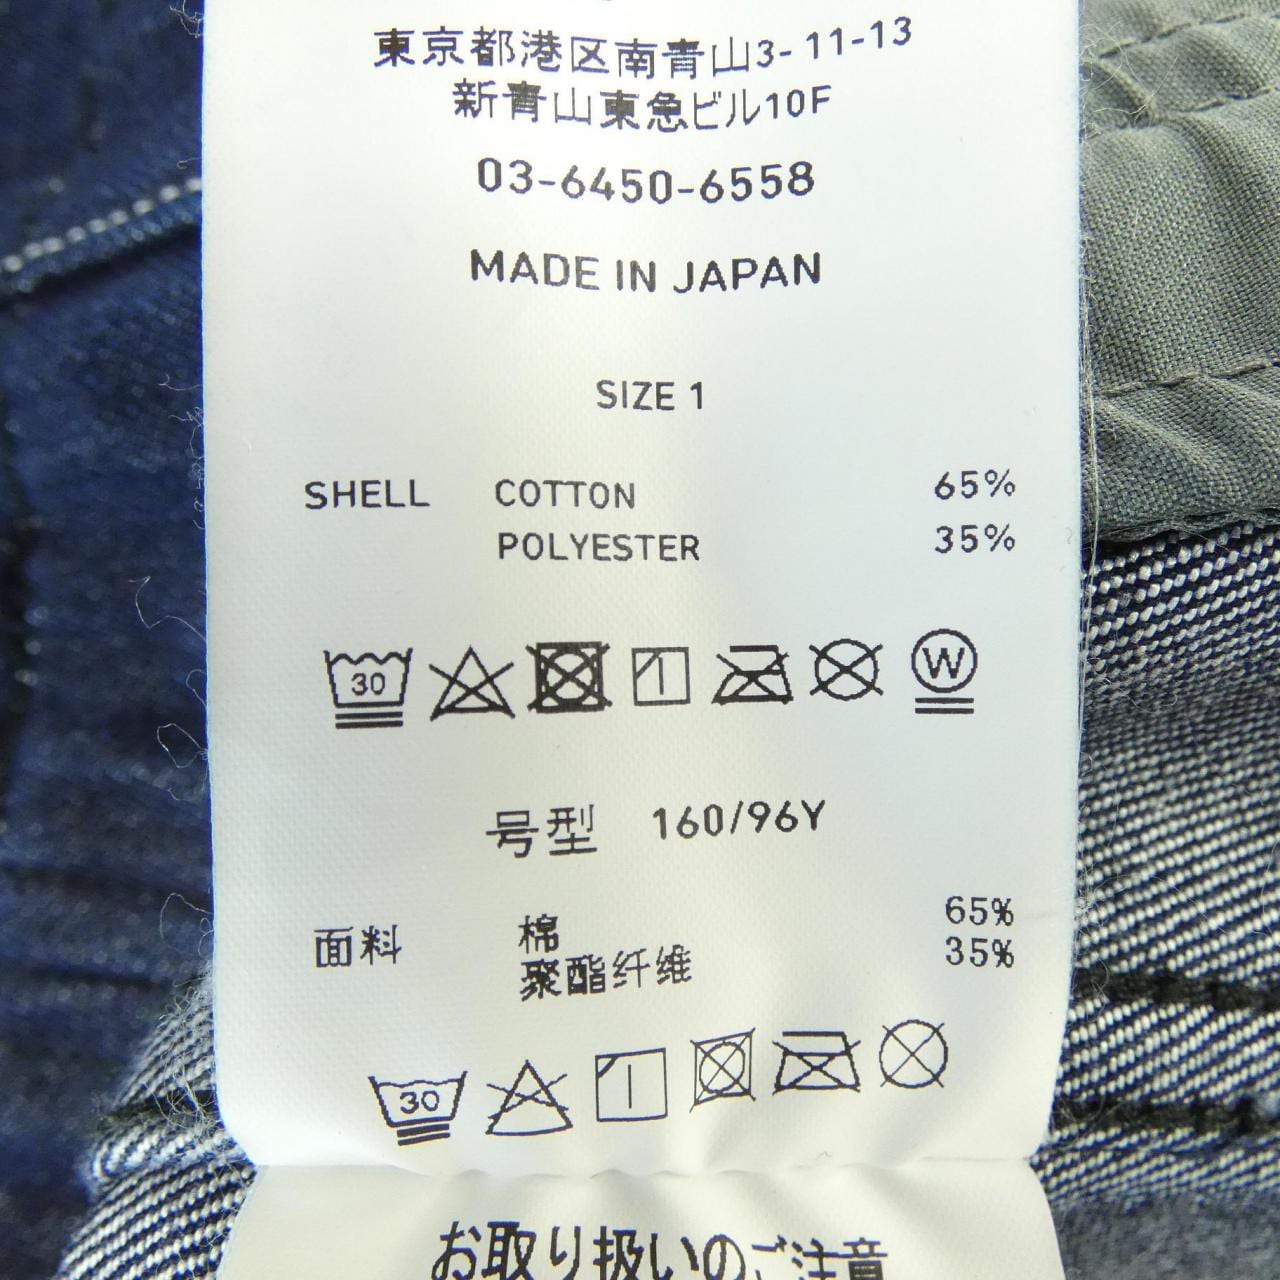 東京都港区南青山3-11-13
新青山東急ビル10F
03-6450-6558
MADE IN JAPAN
SIZE 1
SHELL COTTON 65%
POLYESTER 35%
30 W
号型 160/96Y
面料 棉 65%
聚酯纤维 35%
30
お取り扱いのご注意